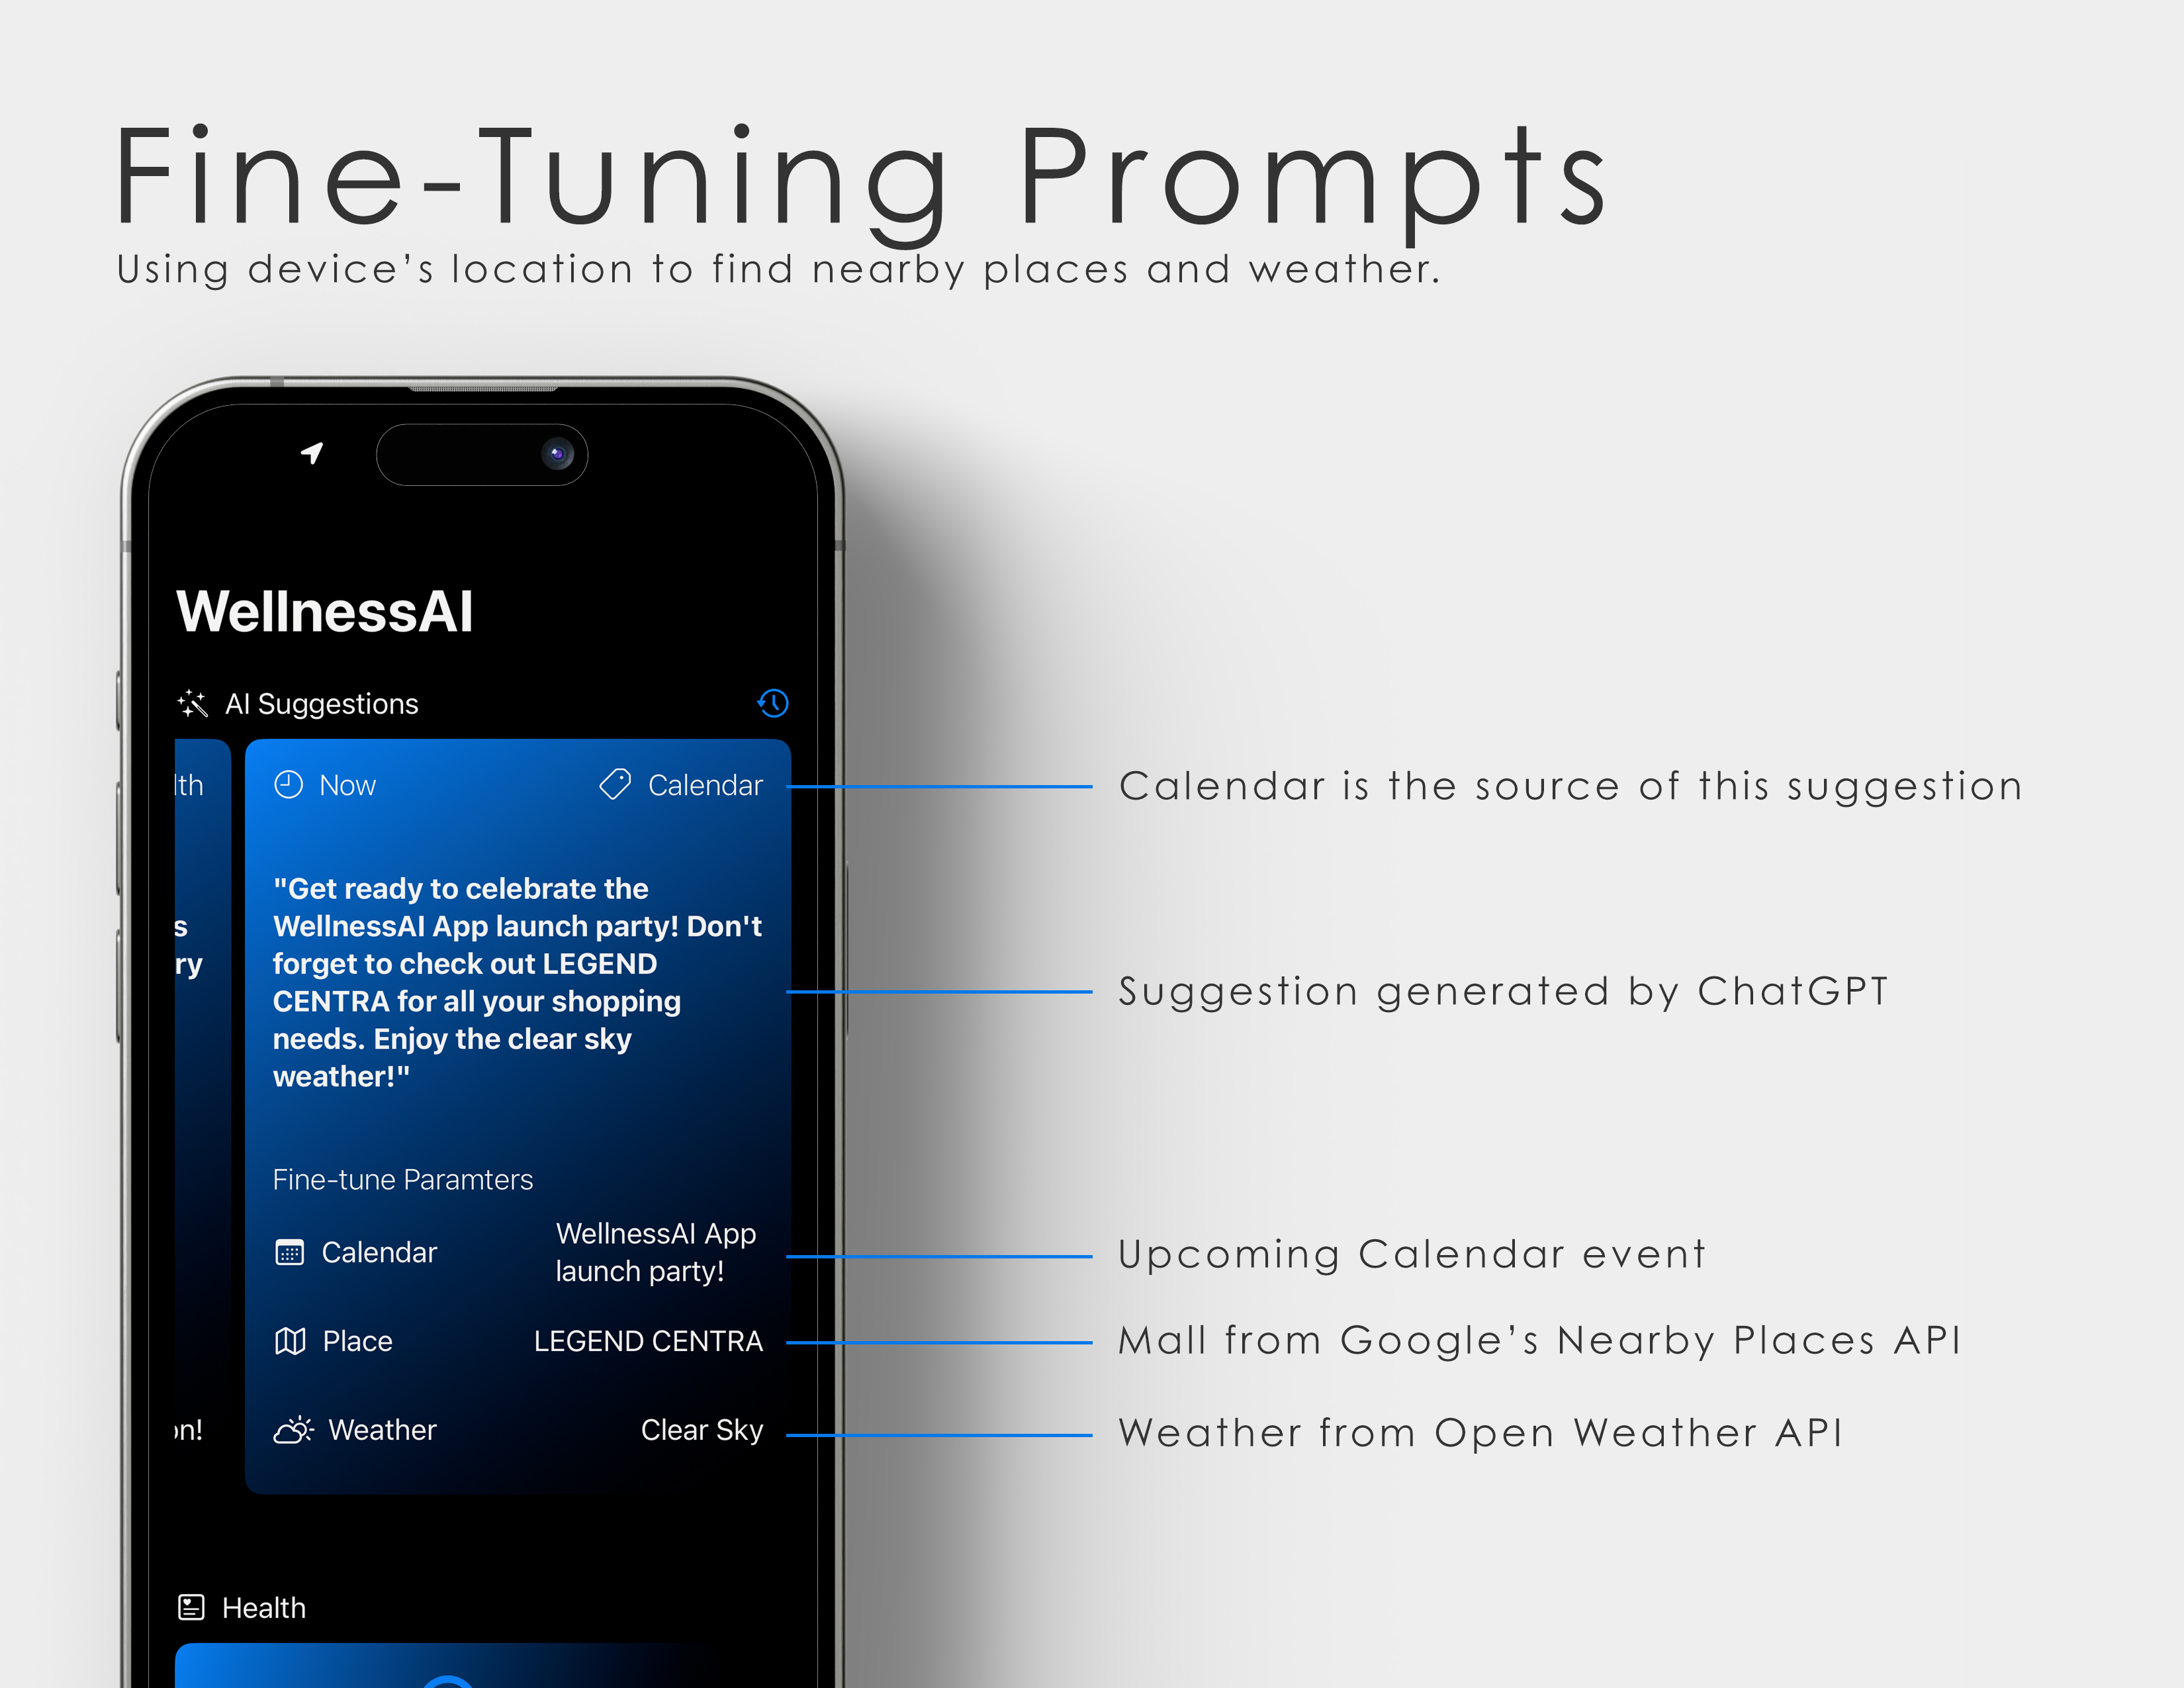 Fine-Tuning Prompts
Using device's location to find nearby places and weather.
WellnessAI
AI Suggestions
lth
Now
Calendar
Calendar is the source of this suggestion
"Get ready to celebrate the
WellnessAI App launch party! Don't
forget to check out LEGEND
CENTRA for all your shopping
needs. Enjoy the clear sky
weather!"
s
ry
Suggestion generated by ChatGPT
Fine-tune Paramters
Calendar
WellnessAI App
launch party!
Upcoming Calendar event
Place
LEGEND CENTRA
Mall from Google's Nearby Places API
on!
Weather
Clear Sky
Weather from Open Weather API
Health